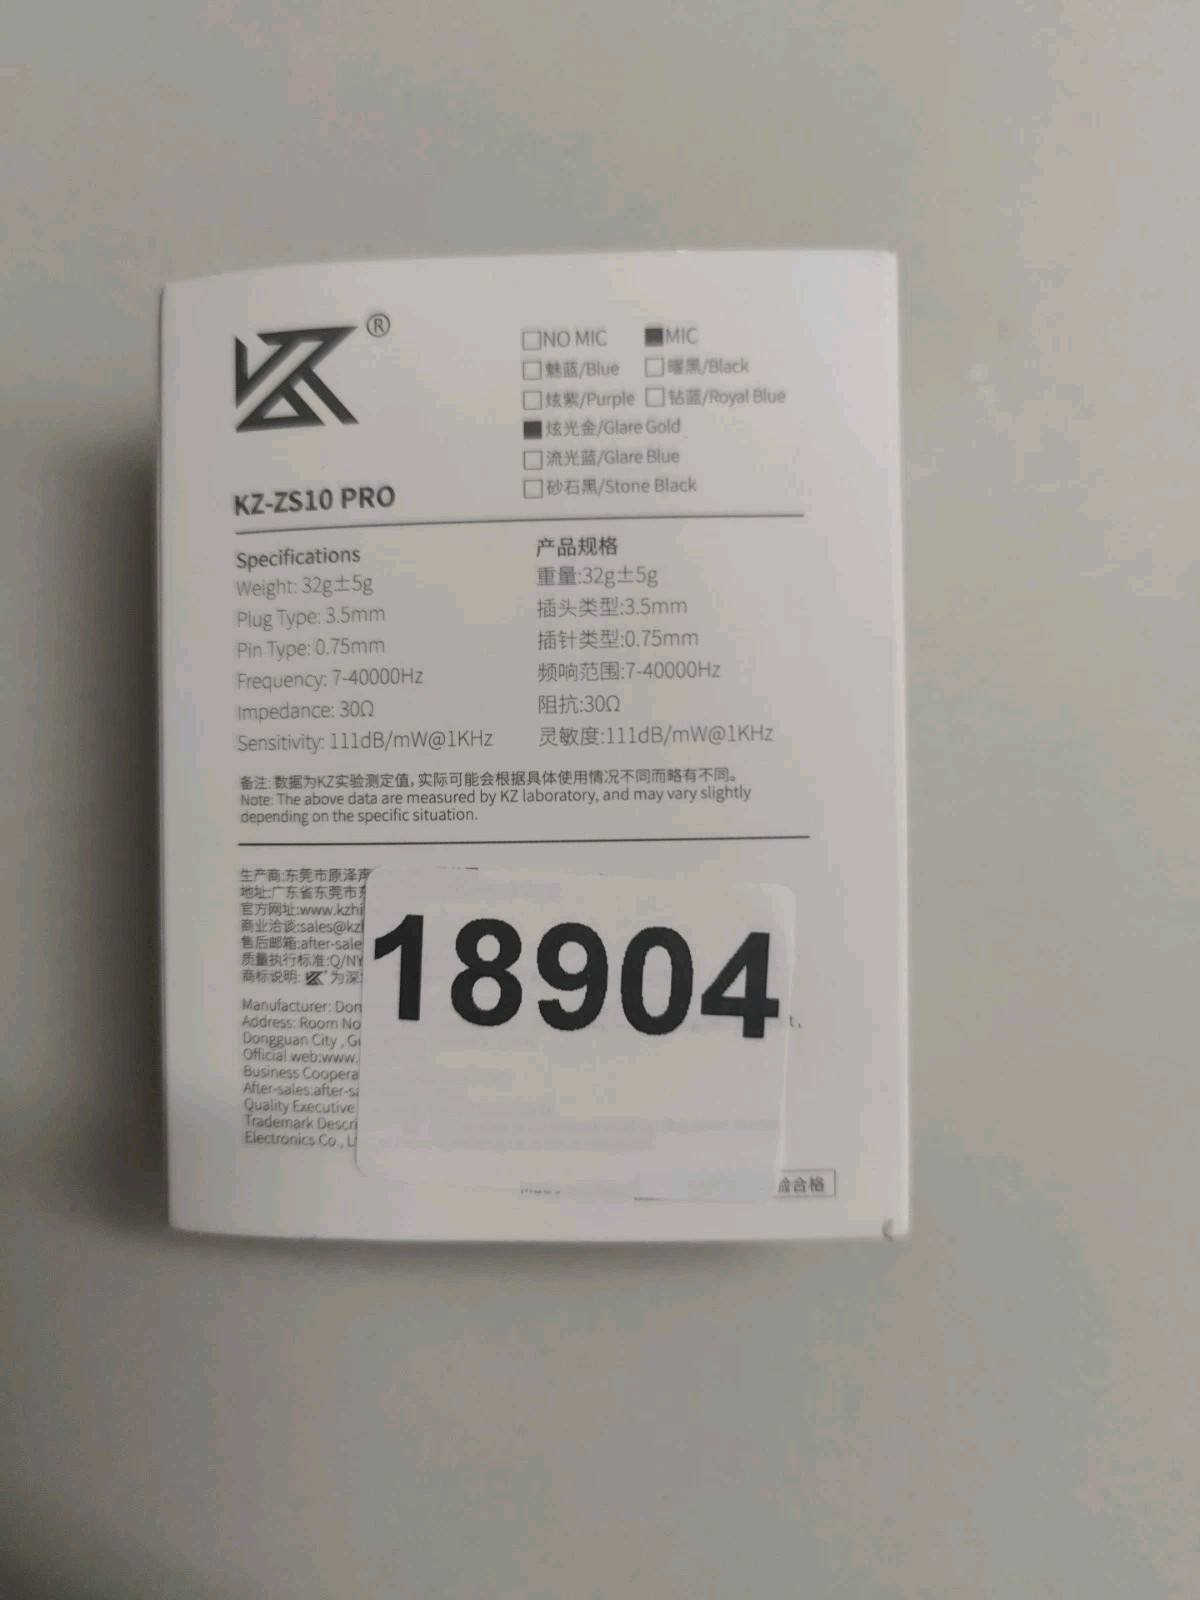 KZ®
□NO MIC ■MIC
□魅蓝/Blue □曜黑/Black
□炫紫/Purple □钻蓝/Royal Blue
■炫光金/Glare Gold
□流光蓝/Glare Blue
□砂石黑/Stone Black
KZ-ZS10 PRO
Specifications
Weight: 32g±5g
Plug Type: 3.5mm
Pin Type: 0.75mm
Frequency: 7-40000Hz
Impedance: 30Ω
Sensitivity: 111dB/mW@1KHz
产品规格
重量:32g±5g
插头类型:3.5mm
插针类型:0.75mm
频响范围:7-40000Hz
阻抗:30Ω
灵敏度:111dB/mW@1KHz
备注: 数据为KZ实验测定值,实际可能会根据具体使用情况不同而略有不同。
Note: The above data are measured by KZ laboratory, and may vary slightly
depending on the specific situation.
生产商:东莞市原泽声
地址:广东省东莞市东
官方网址:www.kzhi
商业洽谈:sales@kzh
售后邮箱:after-sale
质量执行标准:Q/NY
商标说明: KZ 为深
Manufacturer: Don
Address: Room No
Dongguan City , Gu
Official web:www.
Business Coopera
After-sales:after-sa
Quality Executive
Trademark Descri
Electronics Co., L
18904
t,
验合格